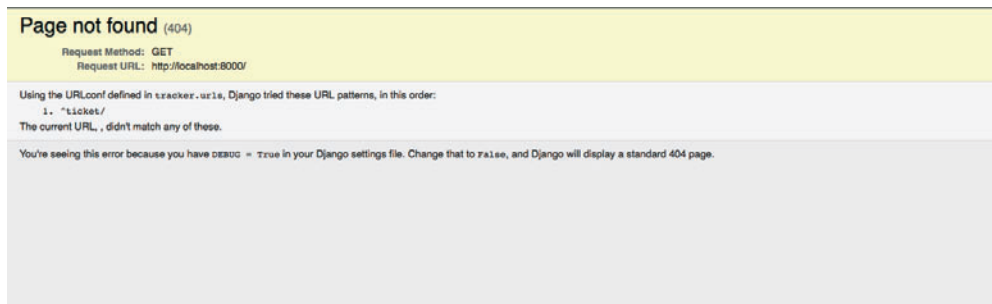 Page not found (404)
Request Method: GET
Request URL: http://localhost:8000/
Using the URLconf defined in tracker.urls, Django tried these URL patterns, in this order:
1. ^ticket/
The current URL, , didn't match any of these.
You're seeing this error because you have DEBUG = True in your Django settings file. Change that to False, and Django will display a standard 404 page.